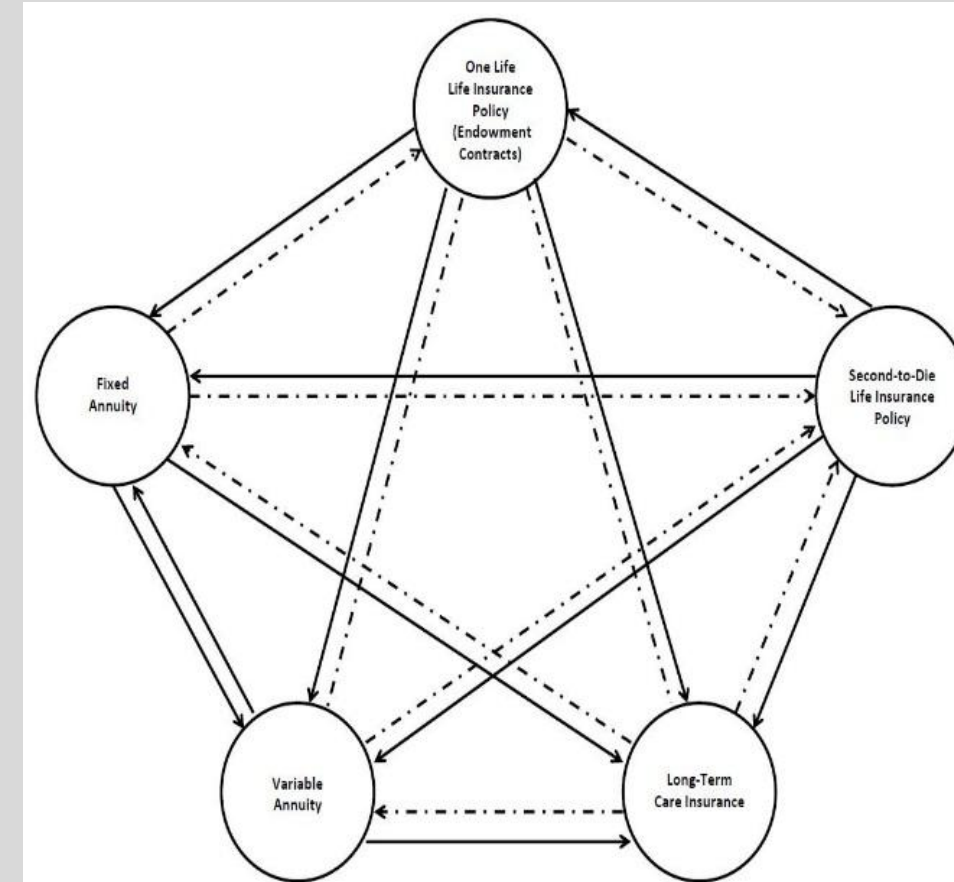 One Life
Life Insurance
Policy
(Endowment
Contracts)
Fixed
Annuity
Second-to-Die
Life Insurance
Policy
Variable
Annuity
Long-Term
Care Insurance